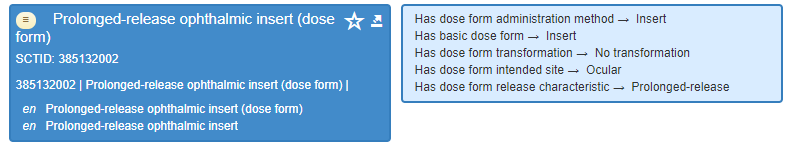 Prolonged-release ophthalmic insert (dose
form)
SCTID: 385132002
385132002 | Prolonged-release ophthalmic insert (dose form) |
en Prolonged-release ophthalmic insert (dose form)
en Prolonged-release ophthalmic insert
Has dose form administration method → Insert
Has basic dose form → Insert
Has dose form transformation → No transformation
Has dose form intended site → Ocular
Has dose form release characteristic → Prolonged-release